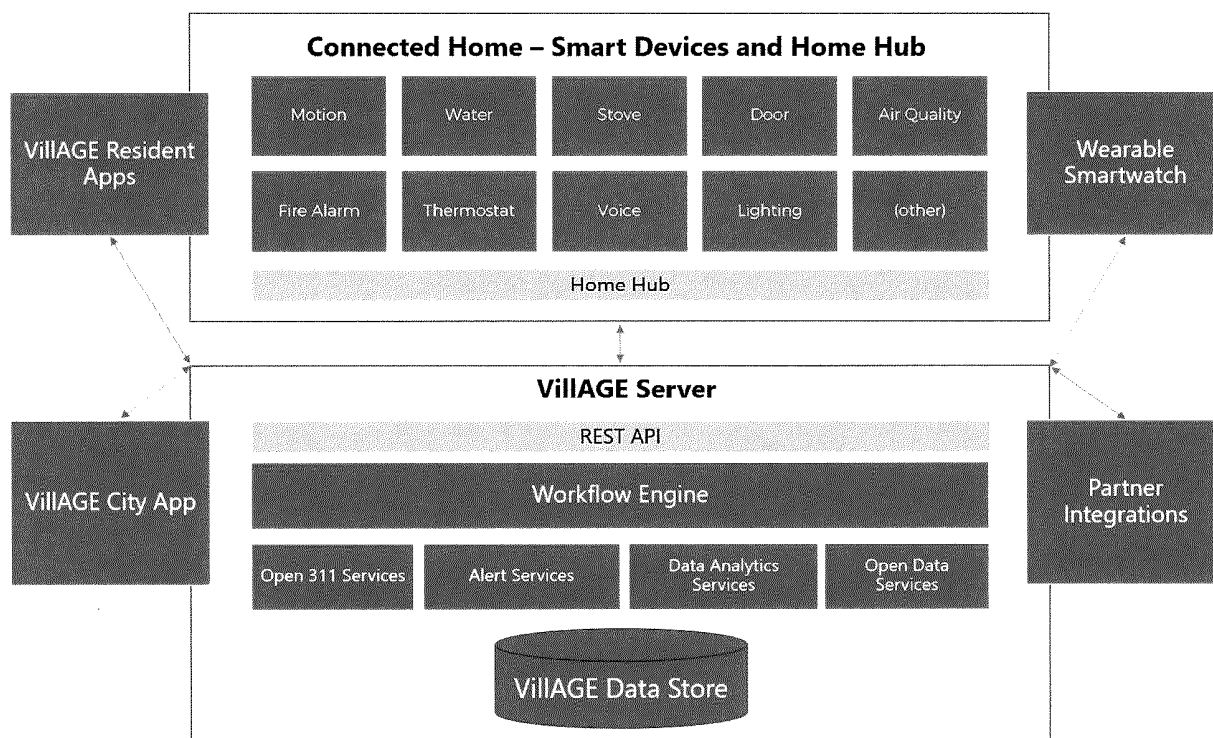 Connected Home – Smart Devices and Home Hub
Motion
Water
Stove
Door
Air Quality
VillAGE Resident
Apps
Wearable
Smartwatch
Fire Alarm
Thermostat
Voice
Lighting
(other)
Home Hub
VillAGE Server
REST API
Workflow Engine
VillAGE City App
Partner
Integrations
Open 311 Services
Alert Services
Data Analytics
Services
Open Data
Services
VillAGE Data Store